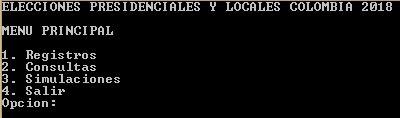 ELECCIONES PRESIDENCIALES Y LOCALES COLOMBIA 2018
MENU PRINCIPAL
1. Registros
2. Consultas
3. Simulaciones
4. Salir
Opcion: